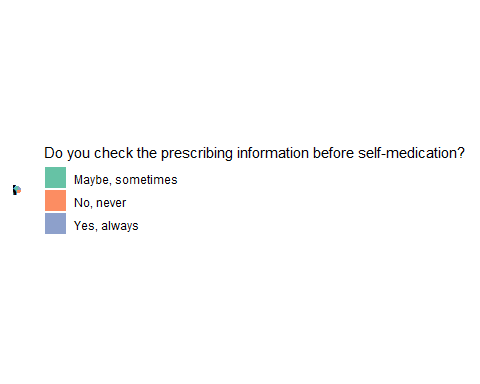 Do you check the prescribing information before self-medication?
Maybe, sometimes
No, never
Yes, always